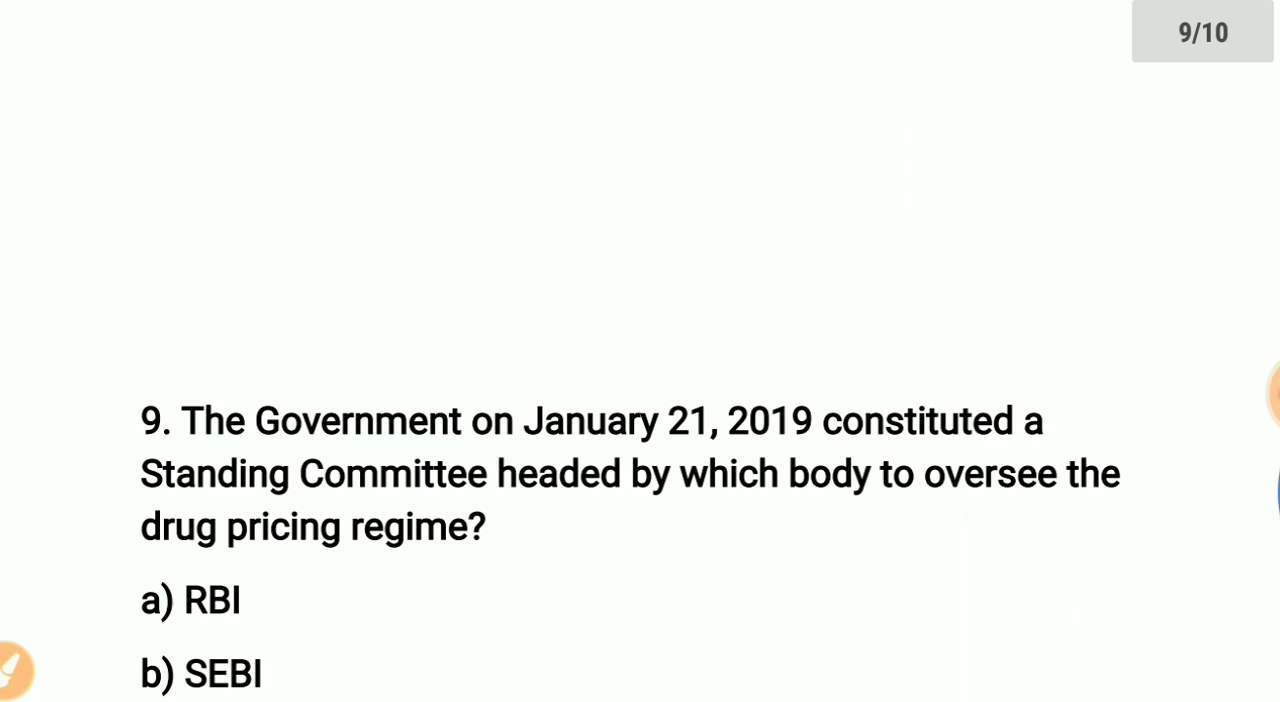 9/10
9. The Government on January 21, 2019 constituted a
Standing Committee headed by which body to oversee the
drug pricing regime?
a) RBI
b) SEBI